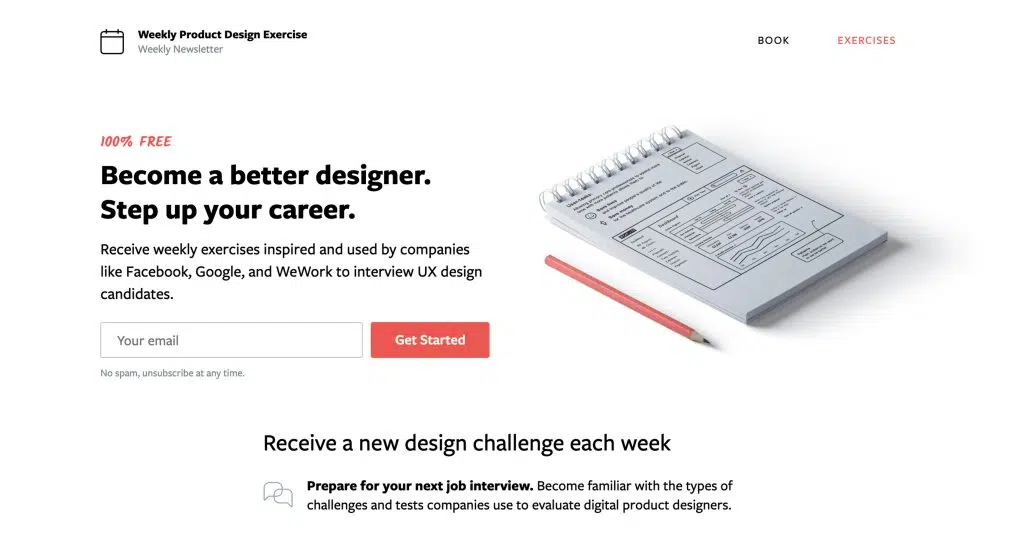 Weekly Product Design Exercise
Weekly Newsletter
BOOK
EXERCISES
100% FREE
Become a better designer.
Step up your career.
Receive weekly exercises inspired and used by companies
like Facebook, Google, and WeWork to interview UX design
candidates.
Your email
Get Started
No spam, unsubscribe at any time.
Dashboard
Receive a new design challenge each week
Prepare for your next job interview. Become familiar with the types of
challenges and tests companies use to evaluate digital product designers.